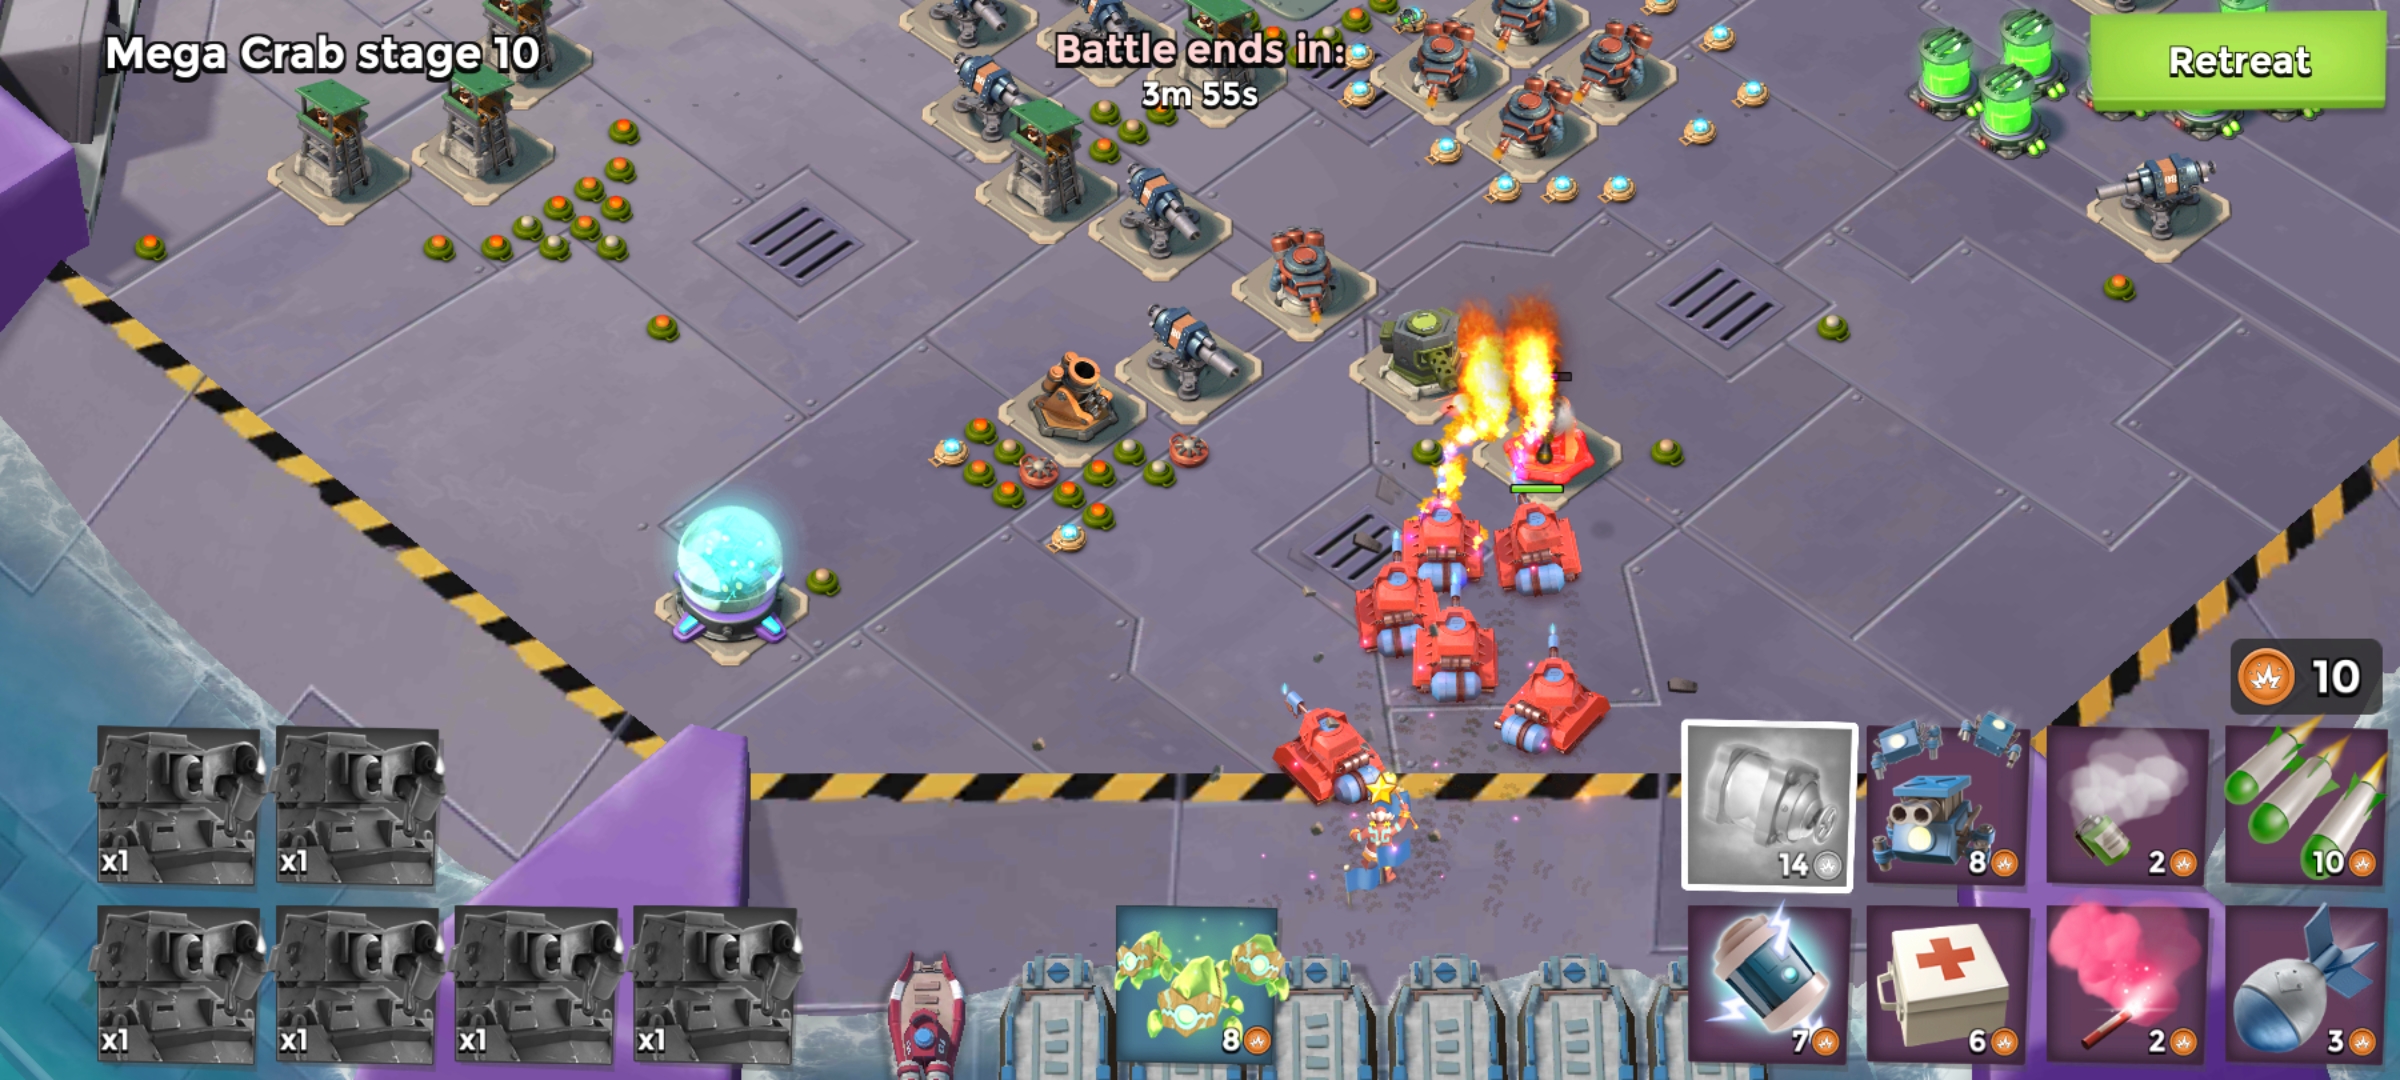 Mega Crab stage 10
Battle ends in:
3m 55s
Retreat
10
x1
x1
14
8
2
10
x1
x1
x1
x1
8
7
6
2
3